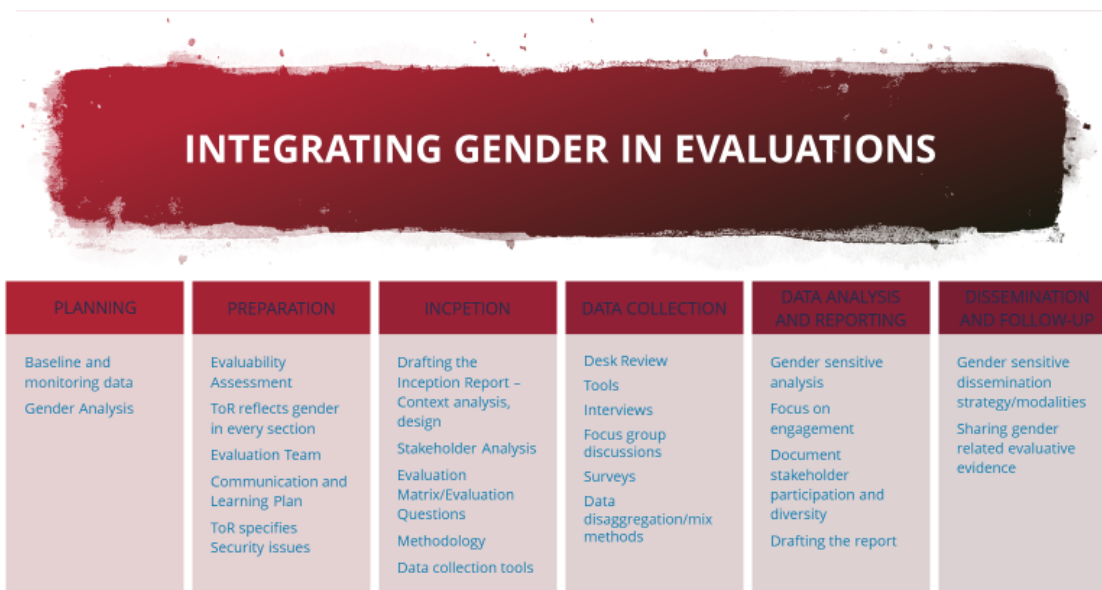 INTEGRATING GENDER IN EVALUATIONS
PLANNING
Baseline and
monitoring data
Gender Analysis
PREPARATION
Evaluability
Assessment
ToR reflects gender
in every section
Evaluation Team
Communication and
Learning Plan
ToR specifies
Security issues
INCPETION
Drafting the
Inception Report –
Context analysis,
design
Stakeholder Analysis
Evaluation
Matrix/Evaluation
Questions
Methodology
Data collection tools
DATA COLLECTION
Desk Review
Tools
Interviews
Focus group
discussions
Surveys
Data
disaggregation/mix
methods
DATA ANALYSIS
AND REPORTING
Gender sensitive
analysis
Focus on
engagement
Document
stakeholder
participation and
diversity
Drafting the report
DISSEMINATION
AND FOLLOW-UP
Gender sensitive
dissemination
strategy/modalities
Sharing gender
related evaluative
evidence